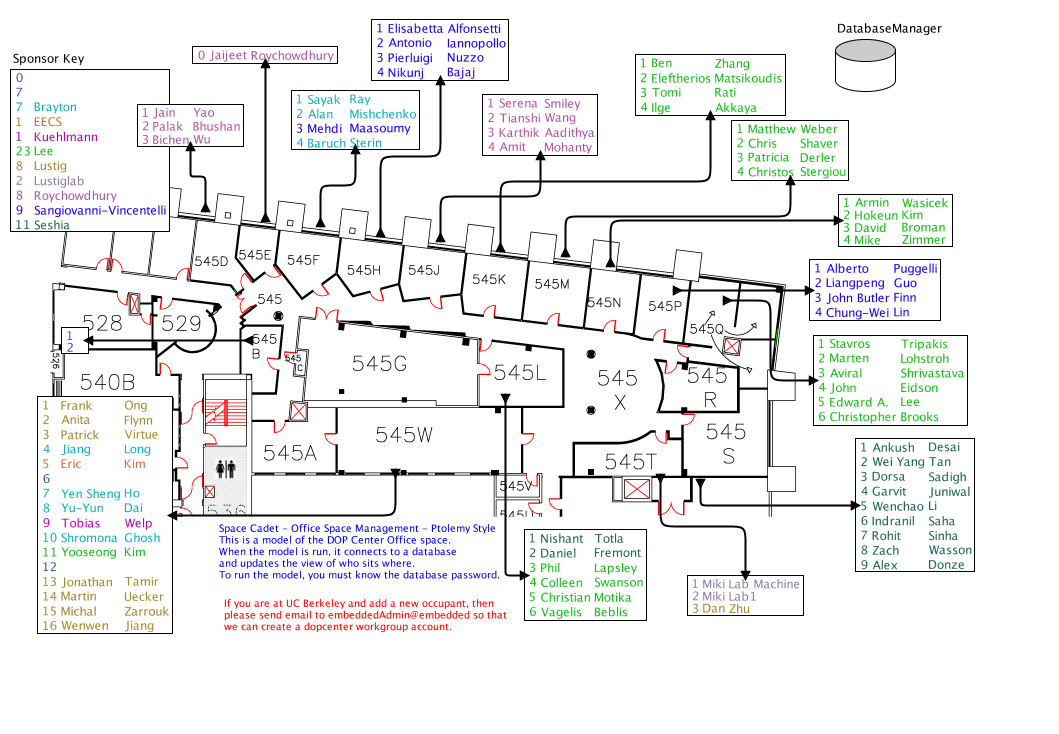 DatabaseManager
Sponsor Key
0
7
7 Brayton
1 EECS
1 Kuehlmann
23 Lee
8 Lustig
2 Lustiglab
8 Roychowdhury
9 Sangiovanni-Vincentelli
11 Seshia
1 Jain Yao
2 Palak Bhushan
3 Bichen Wu
0 Jaijeet Roychowdhury
1 Sayak Ray
2 Alan Mishchenko
3 Mehdi Maasoumy
4 Baruch Sterin
1 Elisabetta Alfonsetti
2 Antonio Iannopollo
3 Pierluigi Nuzzo
4 Nikunj Bajaj
1 Serena Smiley
2 Tianshi Wang
3 Karthik Aadithya
4 Amit Mohanty
1 Ben Zhang
2 Eleftherios Matsikoudis
3 Tomi Rati
4 Ilge Akkaya
1 Matthew Weber
2 Chris Shaver
3 Patricia Derler
4 Christos Stergiou
1 Armin Wasicek
2 Hokeun Kim
3 David Broman
4 Mike Zimmer
1 Alberto Puggelli
2 Liangpeng Guo
3 John Butler Finn
4 Chung-Wei Lin
1 Stavros Tripakis
2 Marten Lohstroh
3 Aviral Shrivastava
4 John Eidson
5 Edward A. Lee
6 Christopher Brooks
1 Ankush Desai
2 Wei Yang Tan
3 Dorsa Sadigh
4 Garvit Juniwal
5 Wenchao Li
6 Indranil Saha
7 Rohit Sinha
8 Zach Wasson
9 Alex Donze
545D
545E
545F
545H
545J
545K
545M
545N
545P
545Q
545
528
529
1
2
545
B
545
C
545G
545L
545
X
545
R
526
540B
545A
545W
545T
545
S
545V
545U
536
1 Frank Ong
2 Anita Flynn
3 Patrick Virtue
4 Jiang Long
5 Eric Kim
6
7 Yen Sheng Ho
8 Yu-Yun Dai
9 Tobias Welp
10 Shromona Ghosh
11 Yooseong Kim
12
13 Jonathan Tamir
14 Martin Uecker
15 Michal Zarrouk
16 Wenwen Jiang
Space Cadet - Office Space Management - Ptolemy Style
This is a model of the DOP Center Office space.
When the model is run, it connects to a database
and updates the view of who sits where.
To run the model, you must know the database password.
If you are at UC Berkeley and add a new occupant, then
please send email to embeddedAdmin@embedded so that
we can create a dopcenter workgroup account.
1 Nishant Totla
2 Daniel Fremont
3 Phil Lapsley
4 Colleen Swanson
5 Christian Motika
6 Vagelis Beblis
1 Miki Lab Machine
2 Miki Lab1
3 Dan Zhu